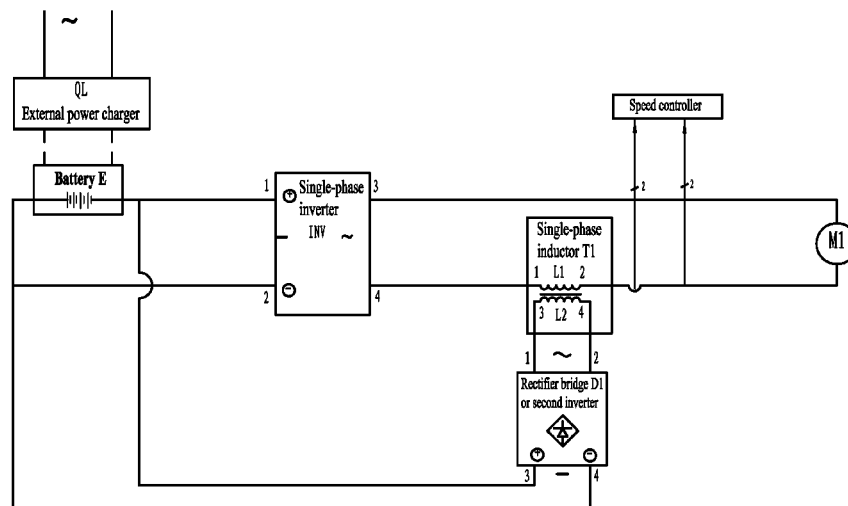 ~
QL
External power charger
Battery E
Speed controller
2
2
1
Single-phase
inverter
INV
~
3
2
4
Single-phase
inductor T1
1 L1 2
3 L2 4
M1
1 ~ 2
Rectifier bridge D1
or second inverter
3
4